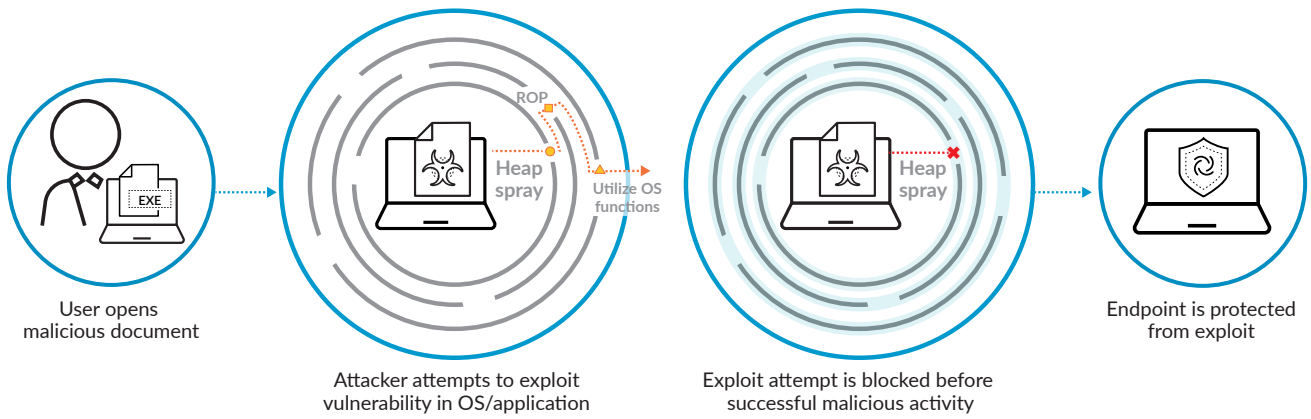 EXE
User opens
malicious document
ROP
Heap
spray
Utilize OS
functions
Attacker attempts to exploit
vulnerability in OS/application
Heap
spray
Exploit attempt is blocked before
successful malicious activity
Endpoint is protected
from exploit